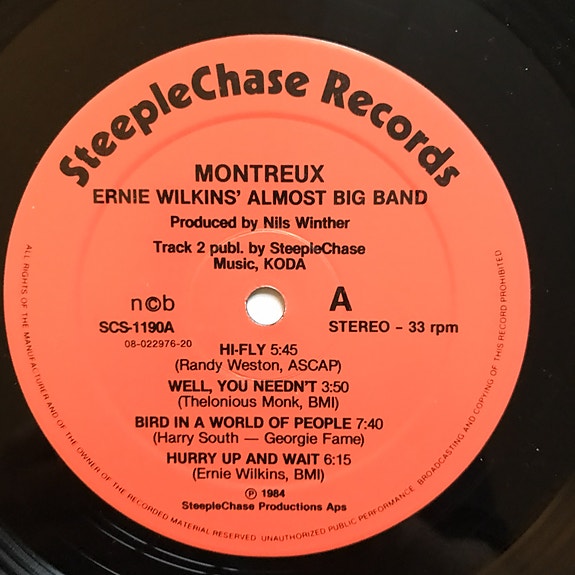 SteepleChase Records
MONTREUX
ERNIE WILKINS' ALMOST BIG BAND
Produced by Nils Winther
Track 2 publ. by SteepleChase
Music, KODA
n©b
A
SCS-1190A
STEREO - 33 rpm
08-022976-20
HI-FLY 5:45
(Randy Weston, ASCAP)
WELL, YOU NEEDN'T 3:50
(Thelonious Monk, BMI)
BIRD IN A WORLD OF PEOPLE 7:40
(Harry South — Georgie Fame)
HURRY UP AND WAIT 6:15
(Ernie Wilkins, BMI)
℗ 1984
SteepleChase Productions Aps
ALL RIGHTS OF THE MANUFACTURER AND OF THE OWNER OF THE RECORDED MATERIAL RESERVED. UNAUTHORIZED PUBLIC PERFORMANCE, BROADCASTING AND COPYING OF THIS RECORD PROHIBITED